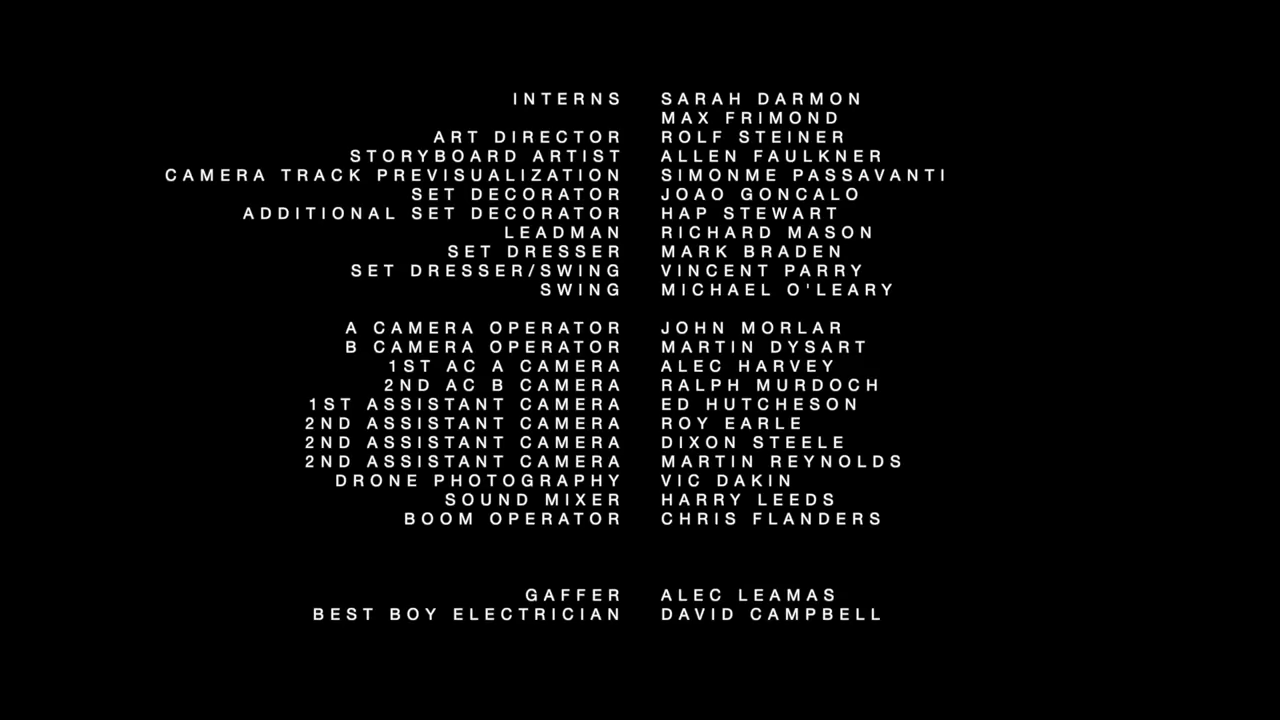 INTERNS SARAH DARMON
MAX FRIMOND
ART DIRECTOR ROLF STEINER
STORYBOARD ARTIST ALLEN FAULKNER
CAMERA TRACK PREVISUALIZATION SIMONME PASSAVANTI
SET DECORATOR JOAO GONCALO
ADDITIONAL SET DECORATOR HAP STEWART
LEADMAN RICHARD MASON
SET DRESSER MARK BRADEN
SET DRESSER/SWING VINCENT PARRY
SWING MICHAEL O'LEARY
A CAMERA OPERATOR JOHN MORLAR
B CAMERA OPERATOR MARTIN DYSART
1ST AC A CAMERA ALEC HARVEY
2ND AC B CAMERA RALPH MURDOCH
1ST ASSISTANT CAMERA ED HUTCHESON
2ND ASSISTANT CAMERA ROY EARLE
2ND ASSISTANT CAMERA DIXON STEELE
2ND ASSISTANT CAMERA MARTIN REYNOLDS
DRONE PHOTOGRAPHY VIC DAKIN
SOUND MIXER HARRY LEEDS
BOOM OPERATOR CHRIS FLANDERS
GAFFER ALEC LEAMAS
BEST BOY ELECTRICIAN DAVID CAMPBELL